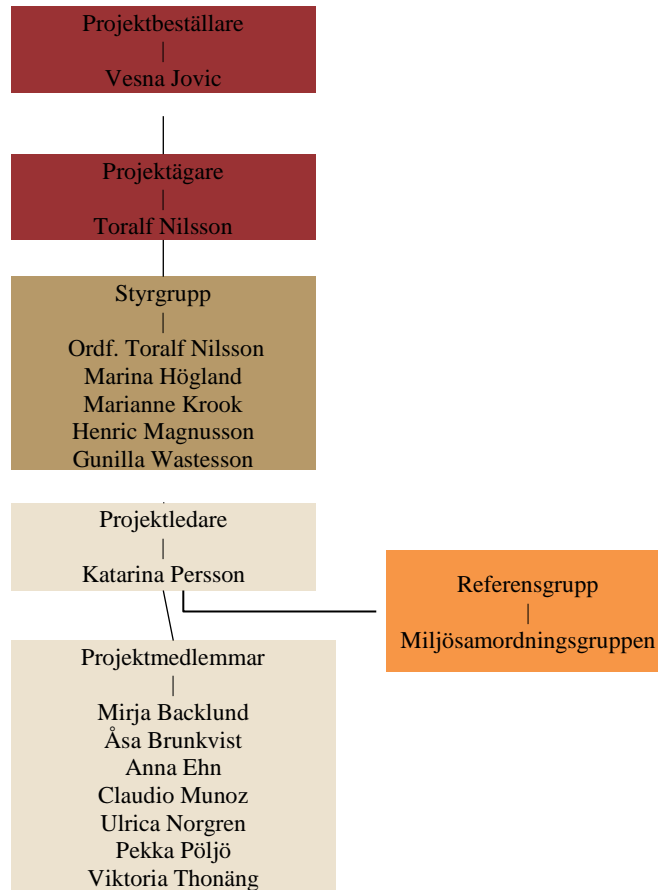 Projektbeställare
|
Vesna Jovic
Projektägare
|
Toralf Nilsson
Styrgrupp
|
Ordf. Toralf Nilsson
Marina Högland
Marianne Krook
Henric Magnusson
Gunilla Wastesson
Projektledare
|
Katarina Persson
Referensgrupp
|
Miljösamordningsgruppen
Projektmedlemmar
|
Mirja Backlund
Åsa Brunkvist
Anna Ehn
Claudio Munoz
Ulrica Norgren
Pekka Pöljö
Viktoria Thonäng